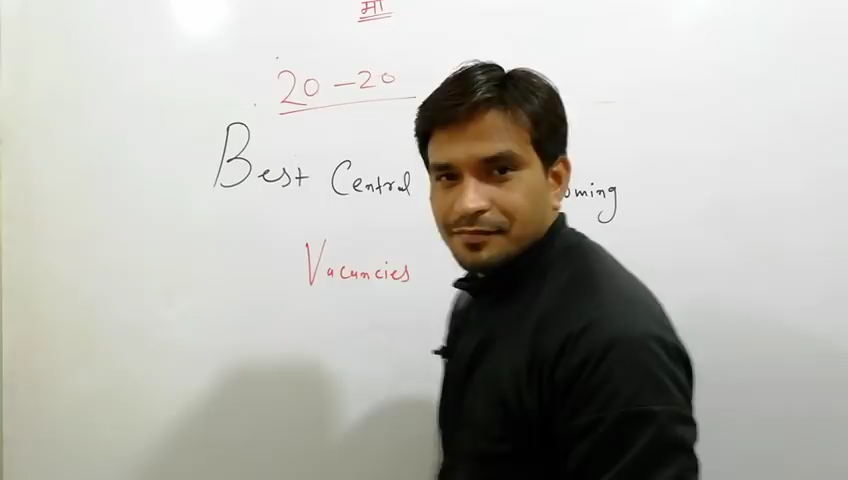 माँ
20-20
Best Central oming
Vacancies